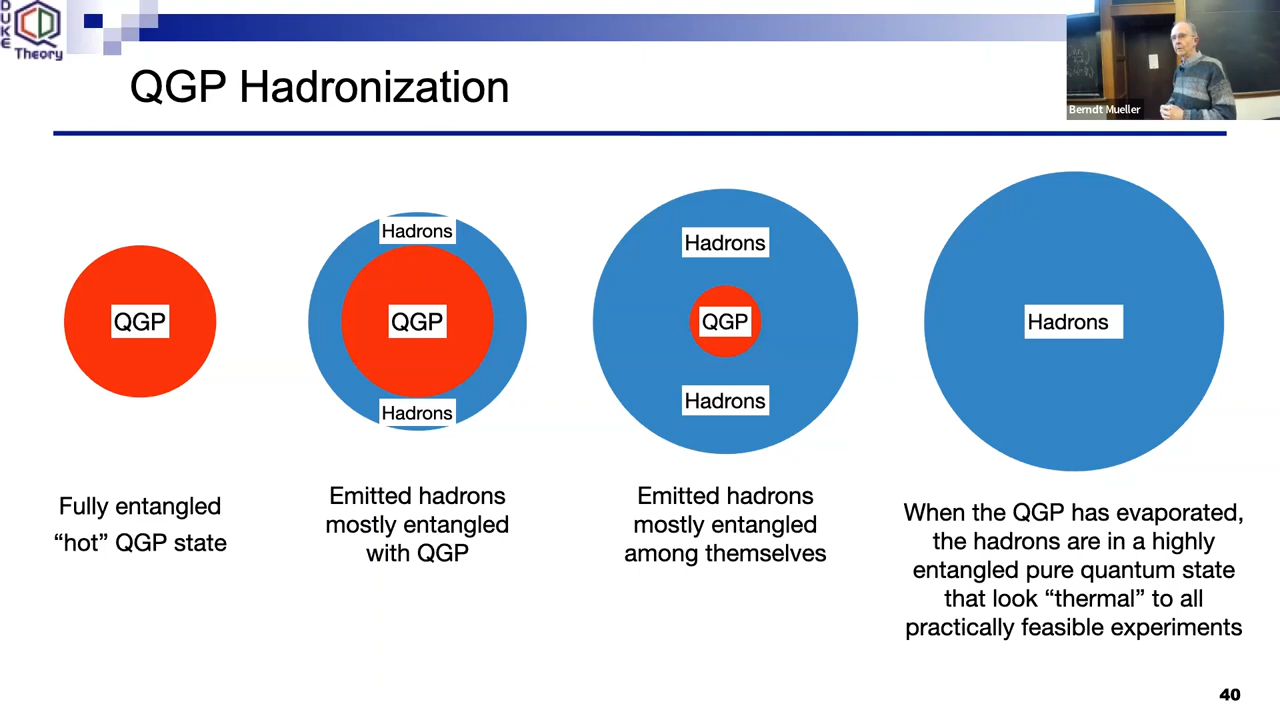 DUKE
QCD
Theory
QGP Hadronization
Berndt Mueller
QGP
Hadrons
QGP
Hadrons
Hadrons
QGP
Hadrons
Hadrons
Fully entangled
“hot” QGP state
Emitted hadrons
mostly entangled
with QGP
Emitted hadrons
mostly entangled
among themselves
When the QGP has evaporated,
the hadrons are in a highly
entangled pure quantum state
that look “thermal” to all
practically feasible experiments
40